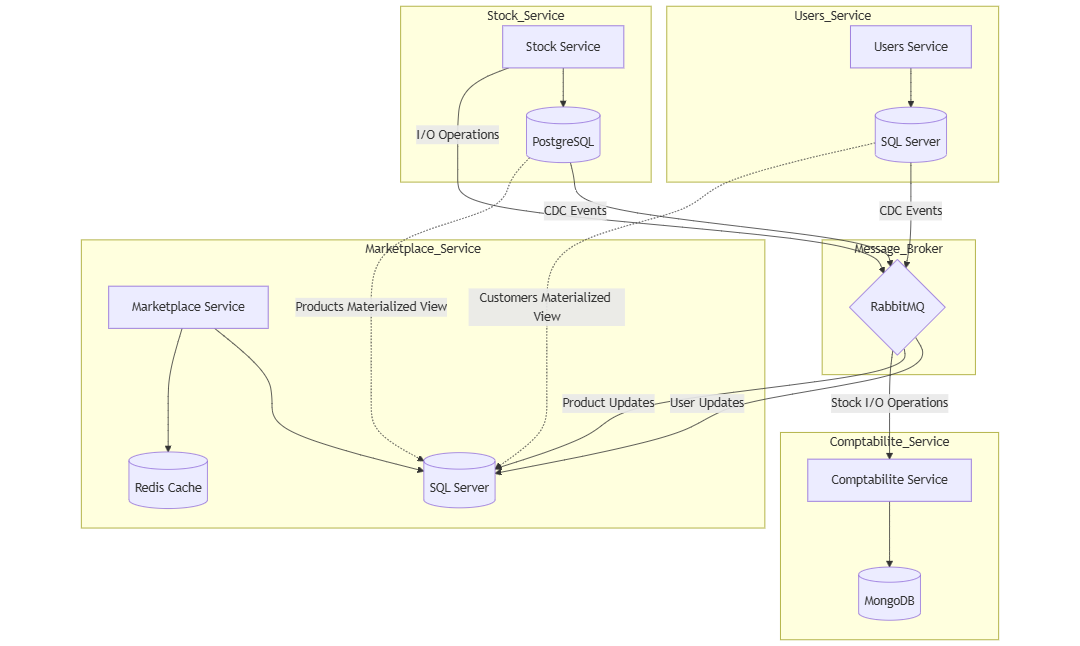 Stock_Service
Users_Service
Stock Service
Users Service
I/O Operations
PostgreSQL
SQL Server
CDC Events
CDC Events
Marketplace_Service
Message_Broker
Marketplace Service
Products Materialized View
Customers Materialized
View
RabbitMQ
Product Updates
User Updates
Stock I/O Operations
Comptabilite_Service
Redis Cache
SQL Server
Comptabilite Service
MongoDB